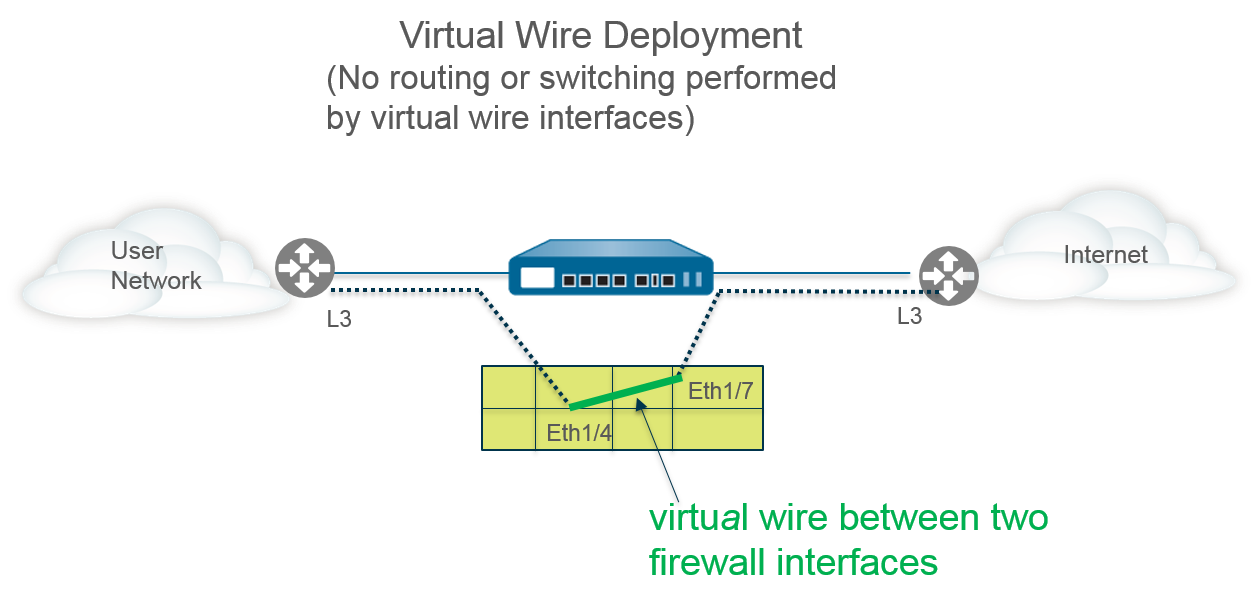 Virtual Wire Deployment
(No routing or switching performed
by virtual wire interfaces)
User
Network
Internet
L3
L3
Eth1/7
Eth1/4
virtual wire between two
firewall interfaces